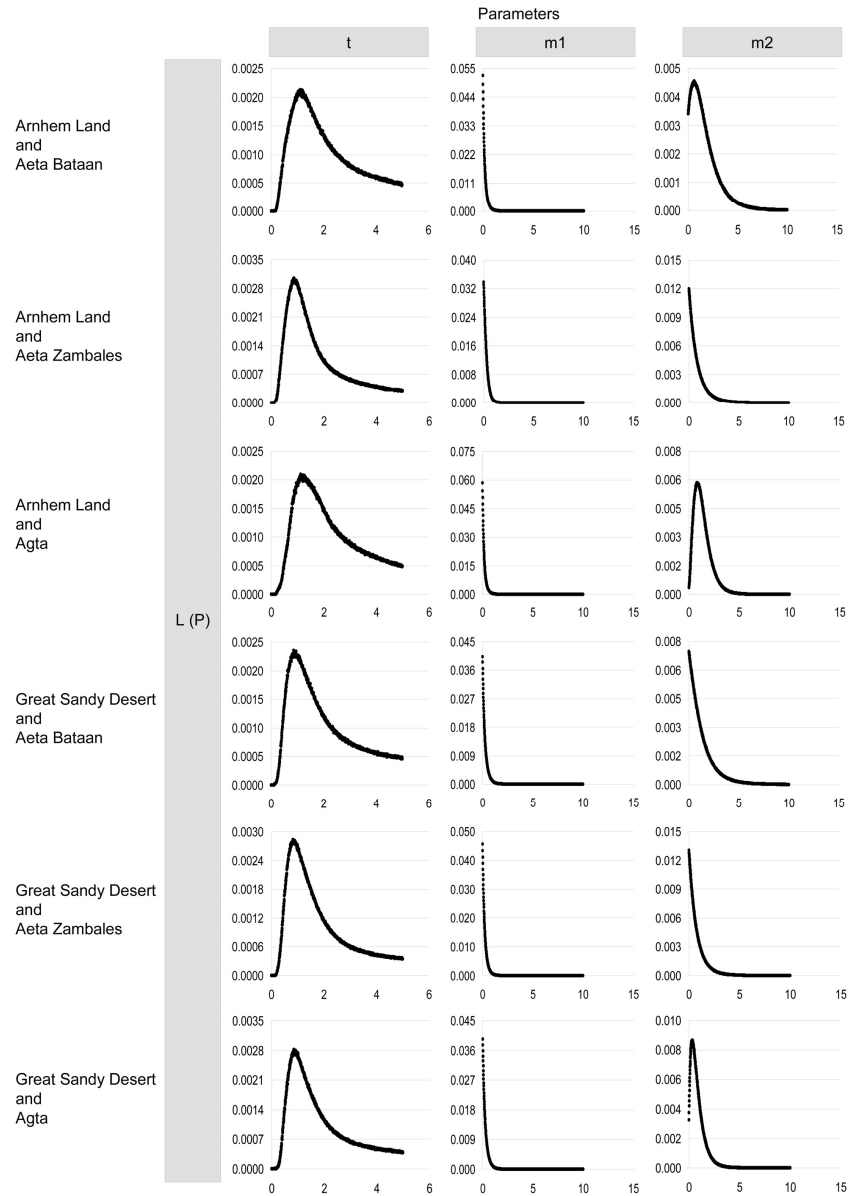 Parameters
t
m1
m2
L (P)
Arnhem Land
and
Aeta Bataan
0.0025
0.0020
0.0015
0.0010
0.0005
0.0000
0 2 4 6
0.055
0.044
0.033
0.022
0.011
0.000
0 5 10 15
0.005
0.004
0.003
0.002
0.001
0.000
0 5 10 15
Arnhem Land
and
Aeta Zambales
0.0035
0.0028
0.0021
0.0014
0.0007
0.0000
0 2 4 6
0.040
0.032
0.024
0.016
0.008
0.000
0 5 10 15
0.015
0.012
0.009
0.006
0.003
0.000
0 5 10 15
Arnhem Land
and
Agta
0.0025
0.0020
0.0015
0.0010
0.0005
0.0000
0 2 4 6
0.075
0.060
0.045
0.030
0.015
0.000
0 5 10 15
0.008
0.006
0.005
0.003
0.002
0.000
0 5 10 15
Great Sandy Desert
and
Aeta Bataan
0.0025
0.0020
0.0015
0.0010
0.0005
0.0000
0 2 4 6
0.045
0.036
0.027
0.018
0.009
0.000
0 5 10 15
0.008
0.006
0.005
0.003
0.002
0.000
0 5 10 15
Great Sandy Desert
and
Aeta Zambales
0.0030
0.0024
0.0018
0.0012
0.0006
0.0000
0 2 4 6
0.050
0.040
0.030
0.020
0.010
0.000
0 5 10 15
0.015
0.012
0.009
0.006
0.003
0.000
0 5 10 15
Great Sandy Desert
and
Agta
0.0035
0.0028
0.0021
0.0014
0.0007
0.0000
0 2 4 6
0.045
0.036
0.027
0.018
0.009
0.000
0 5 10 15
0.010
0.008
0.006
0.004
0.002
0.000
0 5 10 15